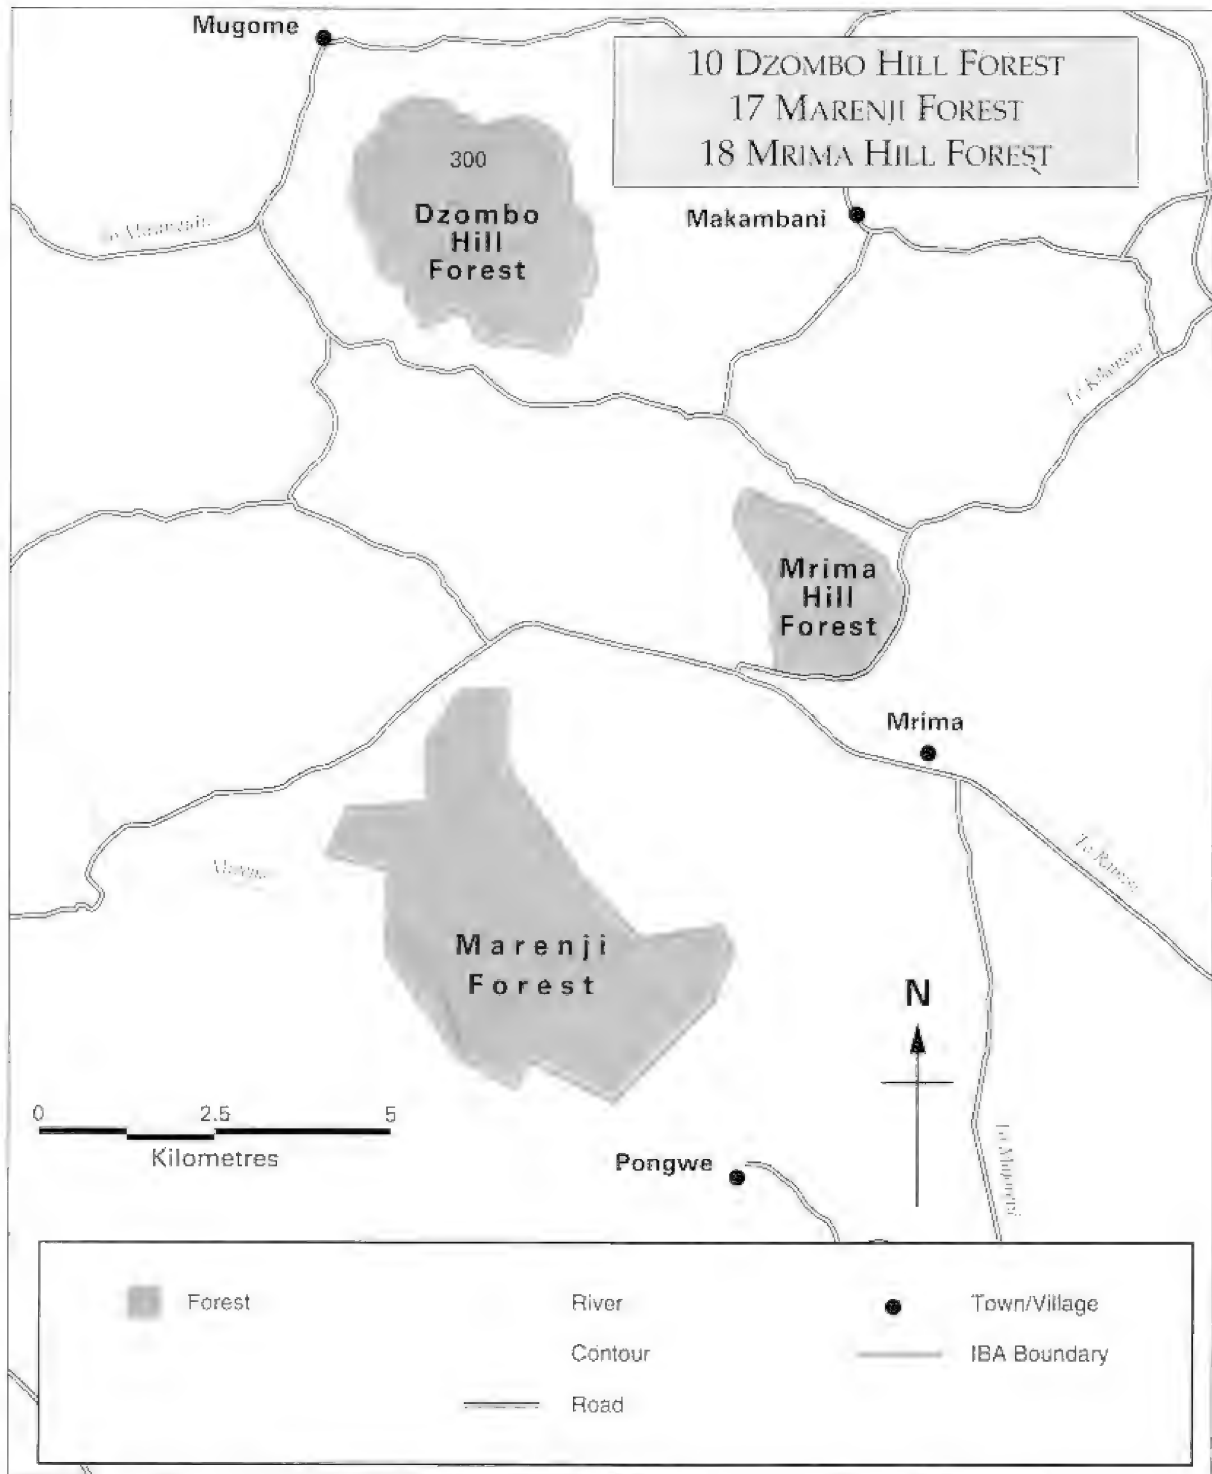 Mugome
10 DZOMBO HILL FOREST
17 MARENJI FOREST
18 MRIMA HILL FOREST
300
Dzombo
Hill
Forest
Makambani
Mrima
Hill
Forest
Mrima
Marenji
Forest
N
0 2.5 5
Kilometres
Pongwe
Forest
River
Town/Village
Contour
IBA Boundary
Road